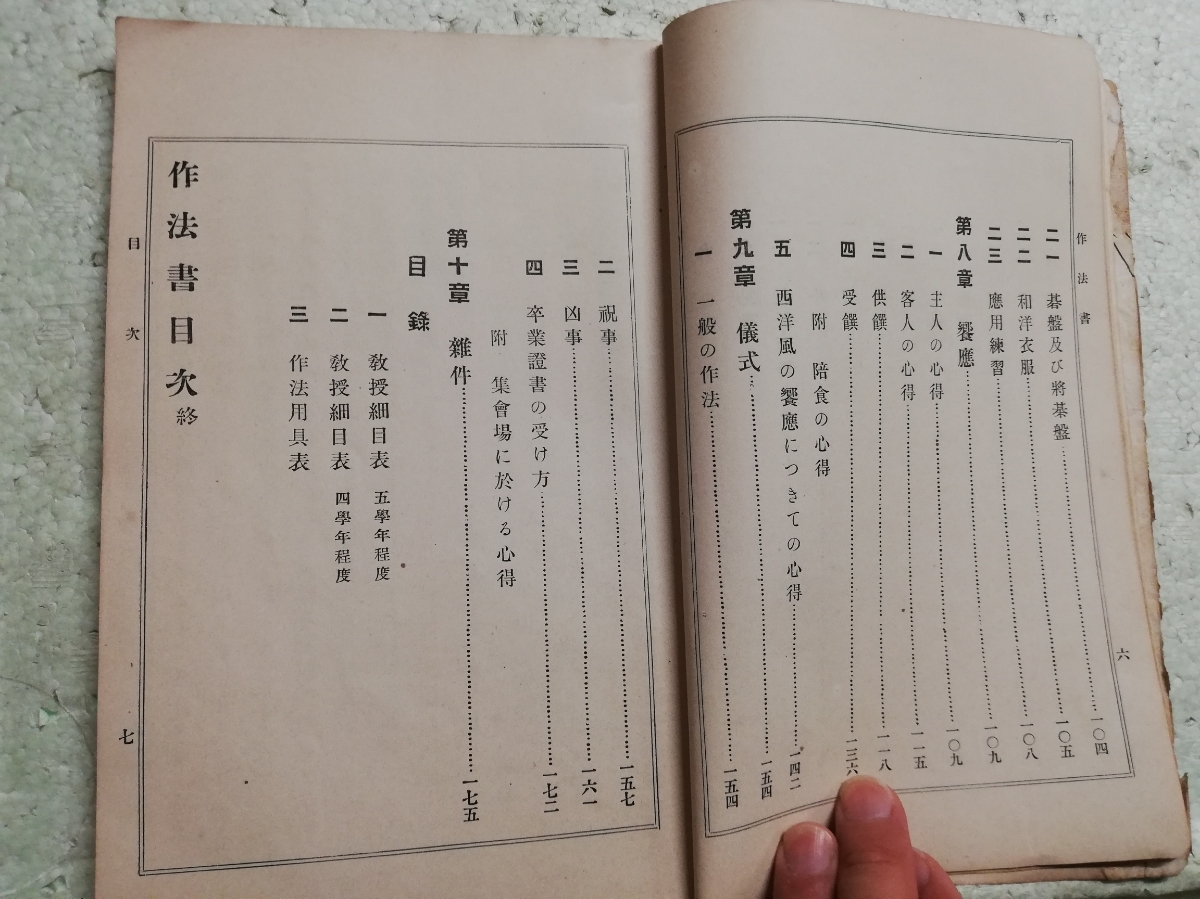 作法書
六
二一 碁盤及び將棊盤………一〇四
二二 和洋衣服………一〇五
二三 應用練習………一〇八
第八章 饗應………一〇九
一 主人の心得………一〇九
二 客人の心得………一一五
三 供饌………一一八
四 受饌………一三六
附 陪食の心得
五 西洋風の饗應につきての心得………一四二
第九章 儀式………一五四
一 一般の作法………一五四
二 祝事………一五七
三 凶事………一六一
四 卒業證書の受け方………一七二
附 集會場に於ける心得
第十章 雜件………一七五
目錄
一 敎授細目表 五學年程度
二 敎授細目表 四學年程度
三 作法用具表
作法書目次終
目次
七